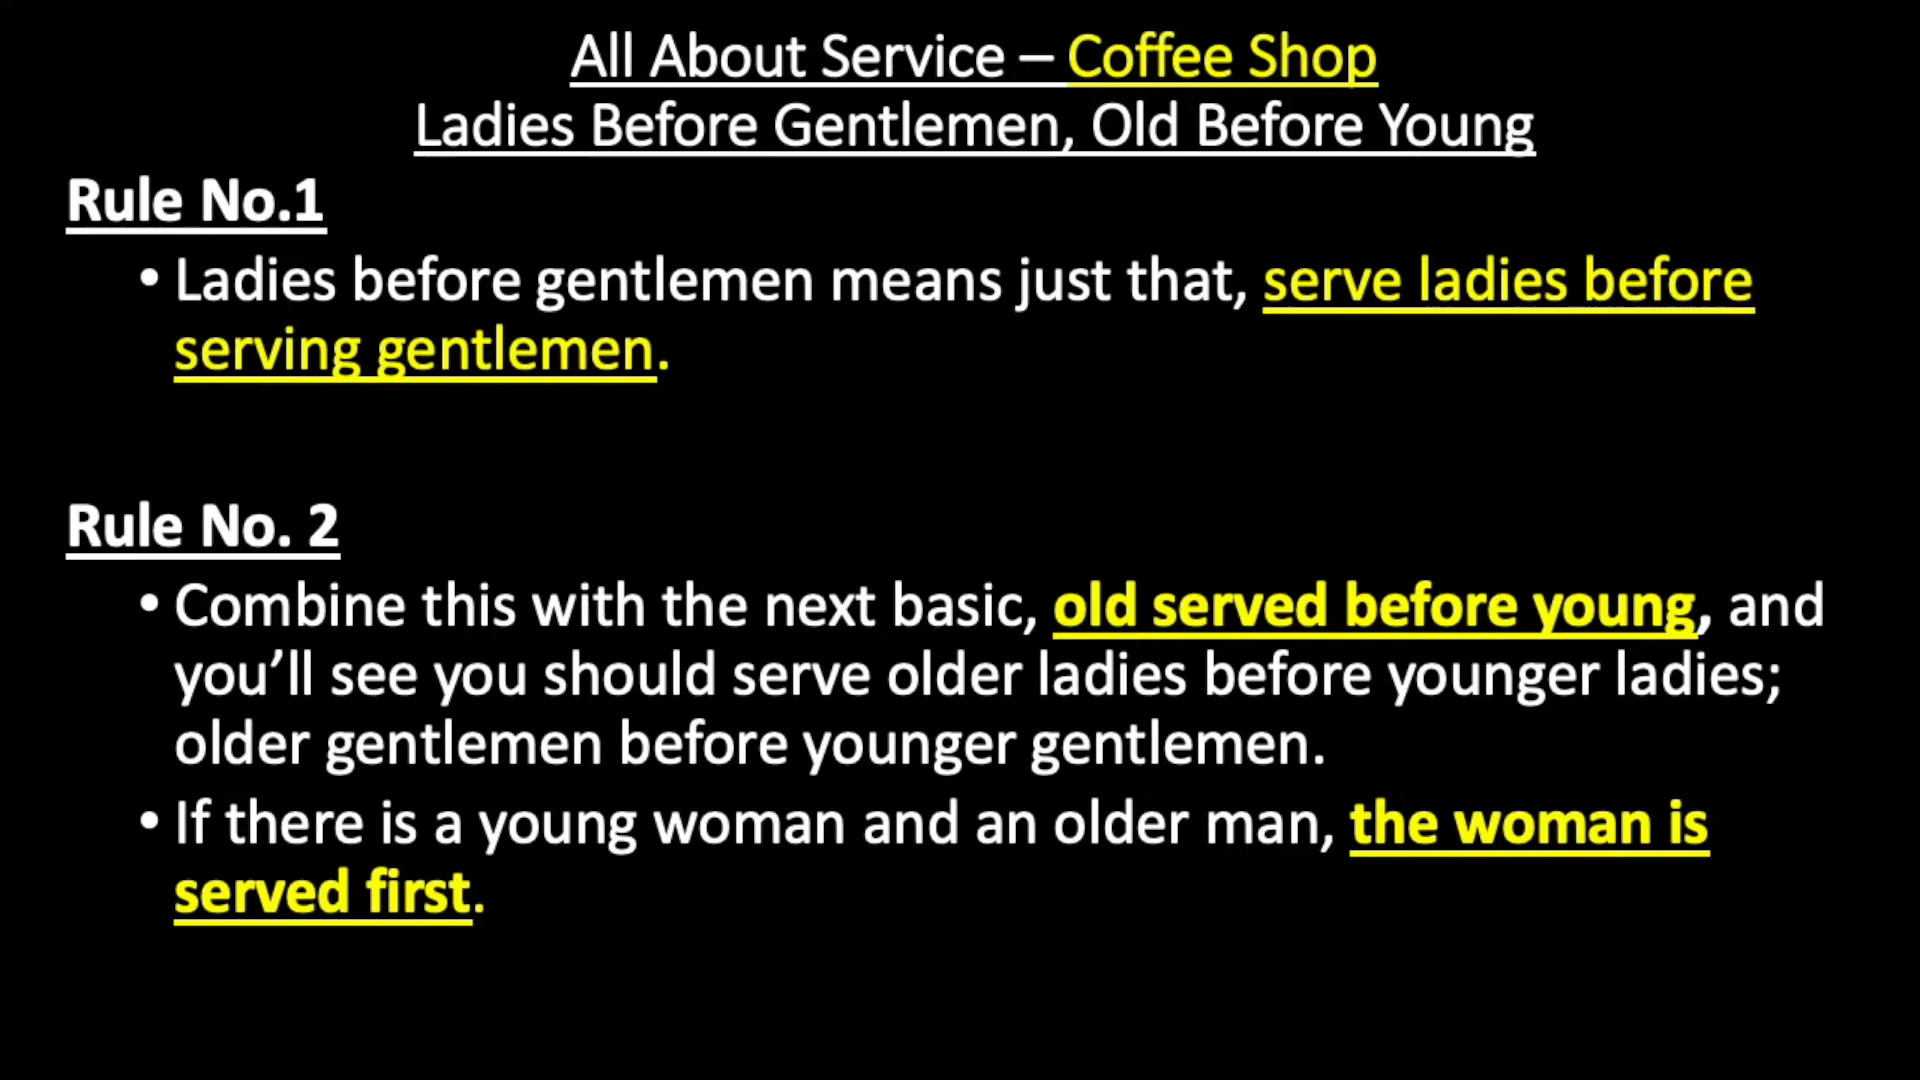 All About Service – Coffee Shop
Ladies Before Gentlemen, Old Before Young
Rule No.1
• Ladies before gentlemen means just that, serve ladies before
serving gentlemen.
Rule No. 2
• Combine this with the next basic, old served before young, and
you’ll see you should serve older ladies before younger ladies;
older gentlemen before younger gentlemen.
• If there is a young woman and an older man, the woman is
served first.